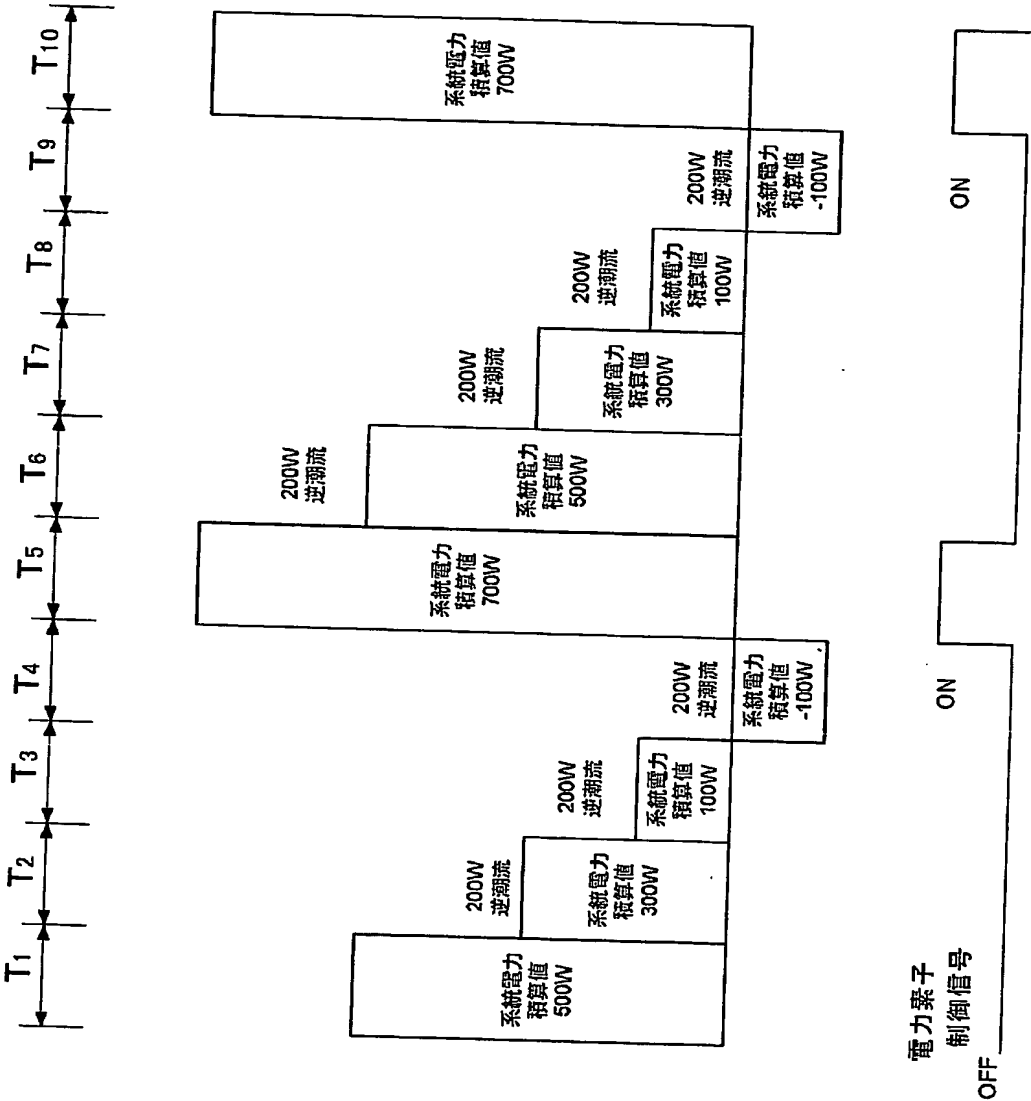 T1
T2
T3
T4
T5
T6
T7
T8
T9
T10
系統電力
積算値
500W
200W
逆潮流
系統電力
積算値
300W
200W
逆潮流
系統電力
積算値
100W
200W
逆潮流
系統電力
積算値
-100W
系統電力
積算値
700W
200W
逆潮流
系統電力
積算値
500W
200W
逆潮流
系統電力
積算値
300W
200W
逆潮流
系統電力
積算値
100W
200W
逆潮流
系統電力
積算値
-100W
系統電力
積算値
700W
電力素子
制御信号
OFF
ON
ON